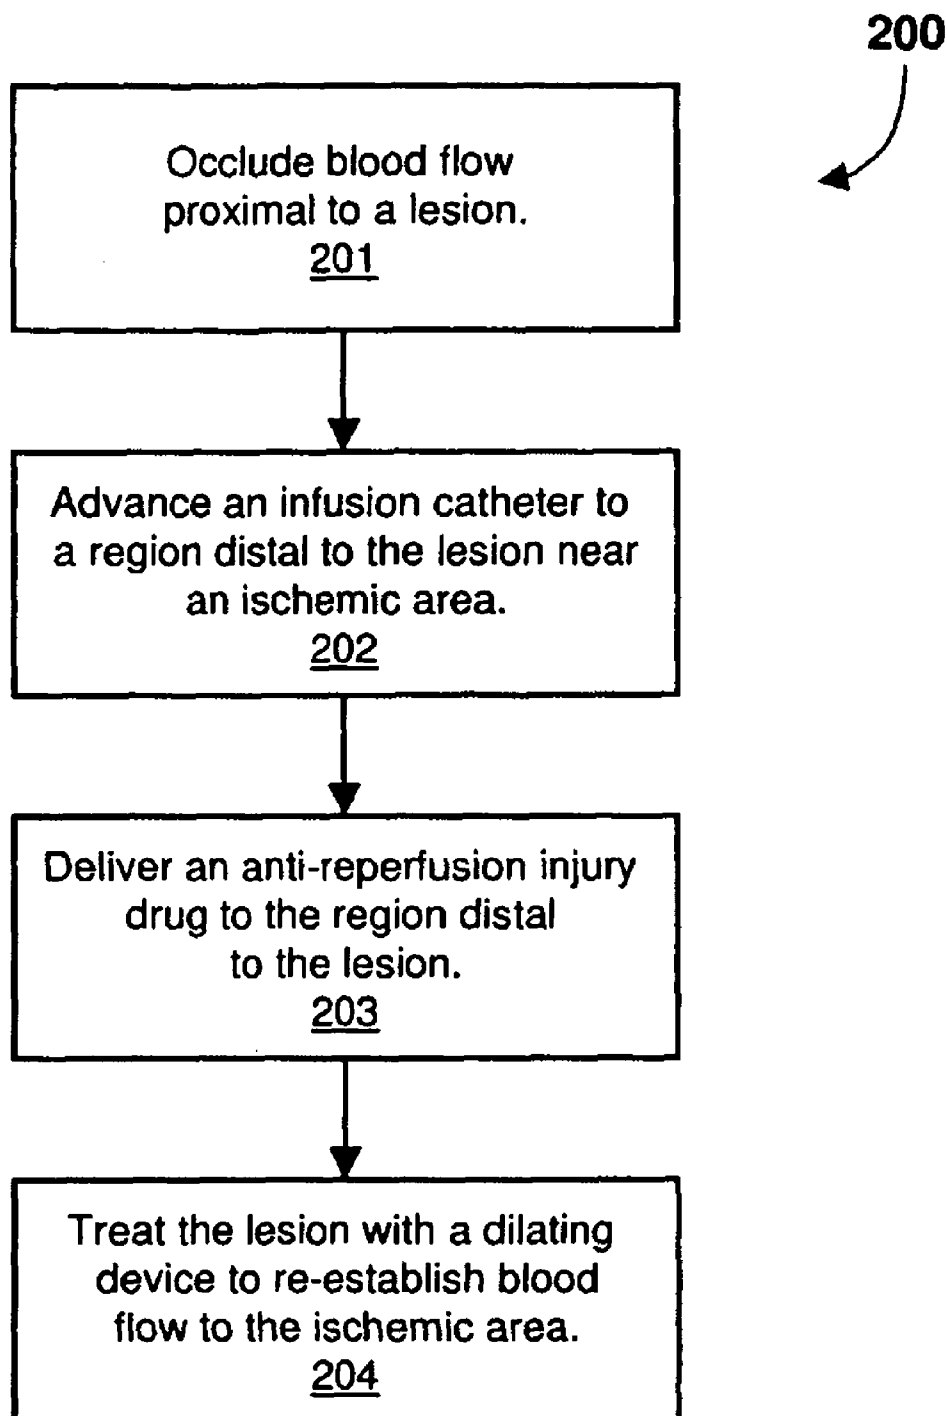 200
Occlude blood flow
proximal to a lesion.
201
Advance an infusion catheter to
a region distal to the lesion near
an ischemic area.
202
Deliver an anti-reperfusion injury
drug to the region distal
to the lesion.
203
Treat the lesion with a dilating
device to re-establish blood
flow to the ischemic area.
204